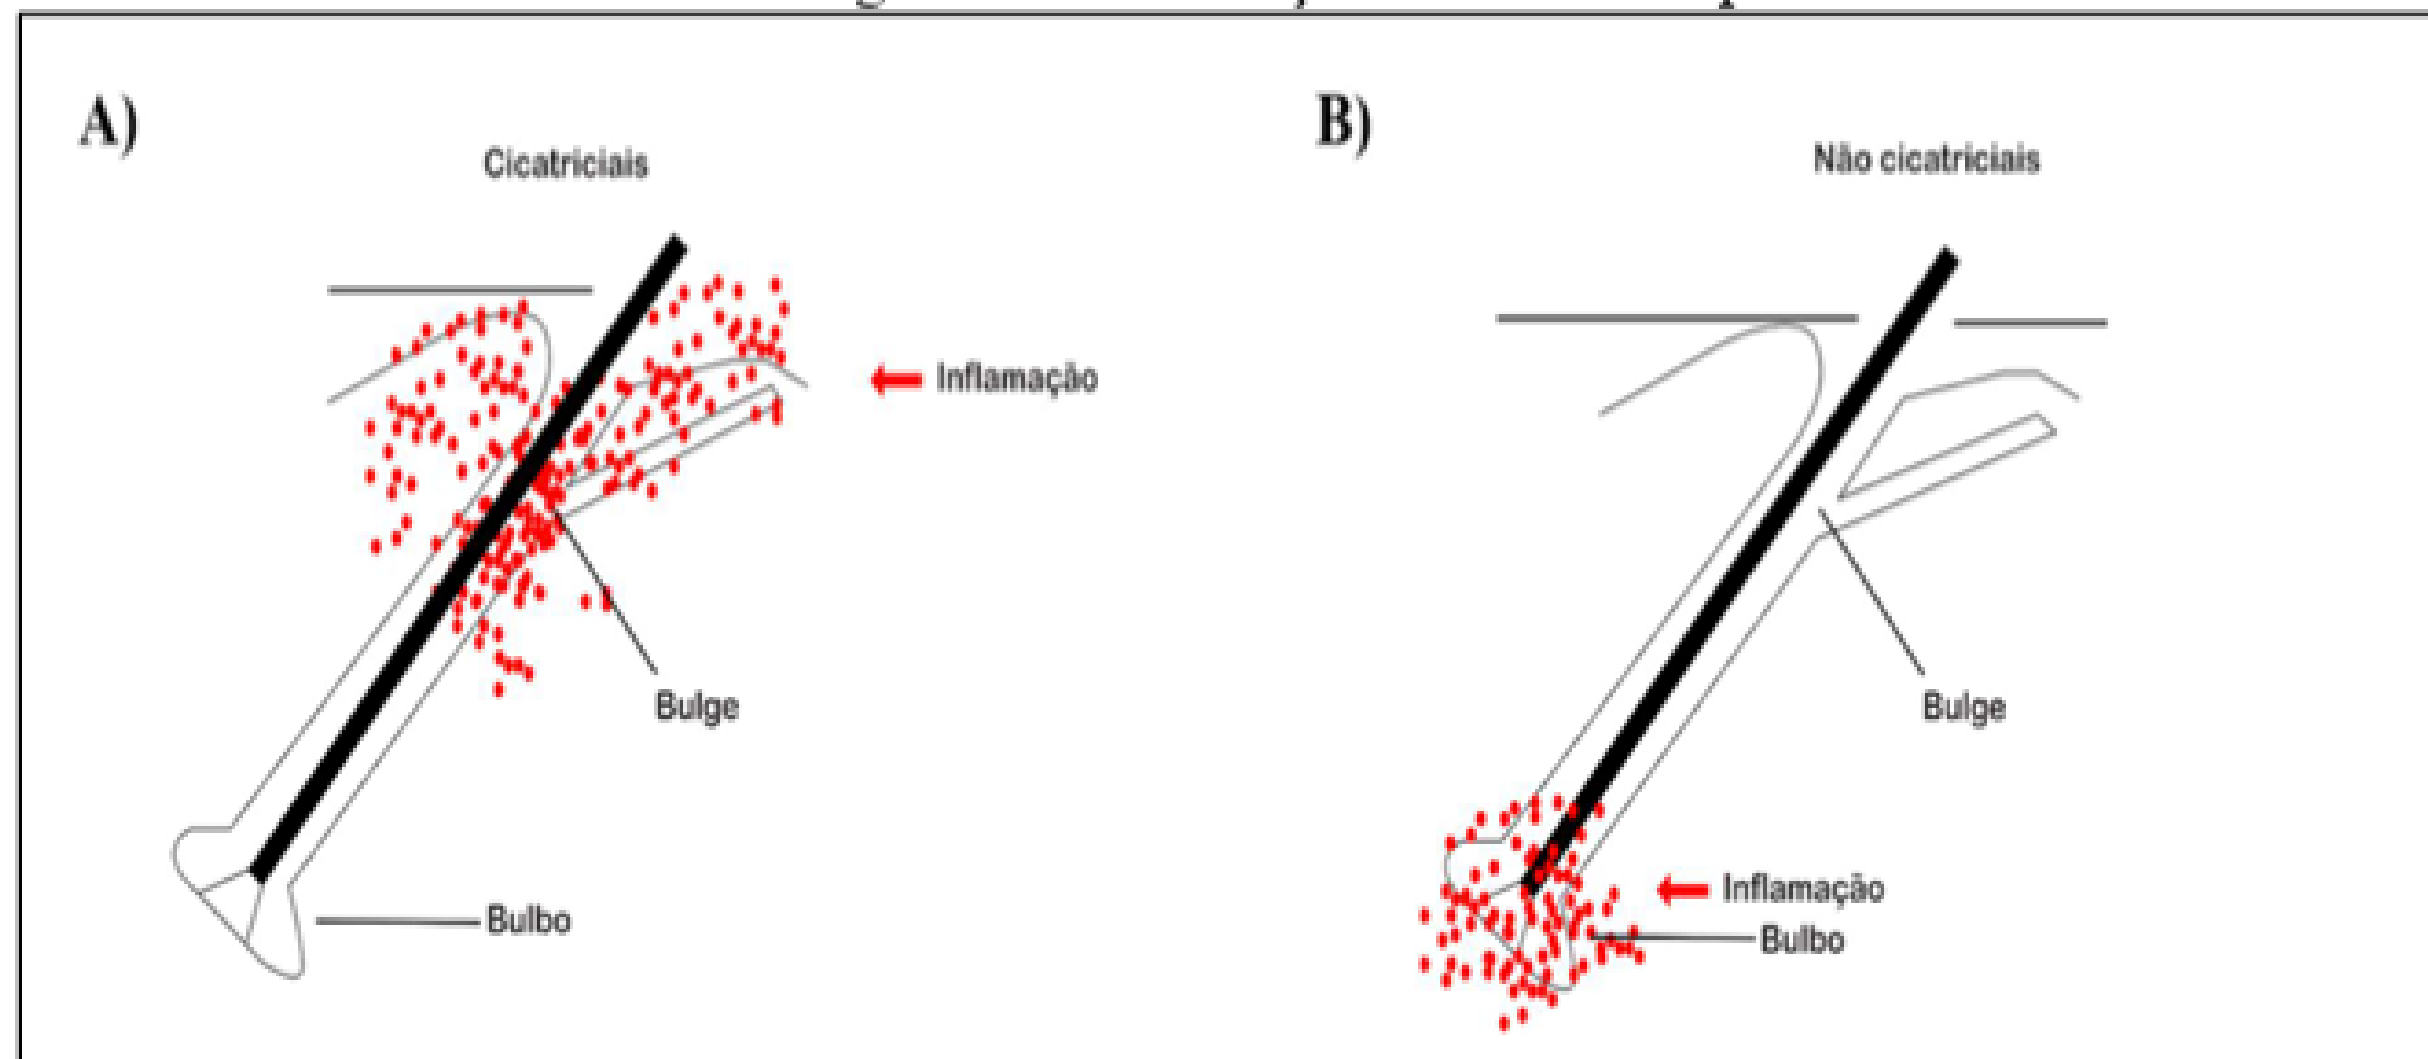 A)
Cicatriciais
Inflamação
Bulge
Bulbo
B)
Não cicatriciais
Bulge
Inflamação
Bulbo